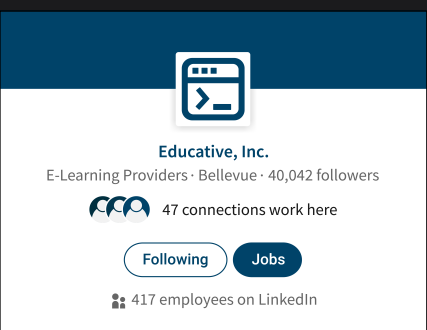 Educative, Inc.
E-Learning Providers · Bellevue · 40,042 followers
47 connections work here
Following
Jobs
417 employees on LinkedIn